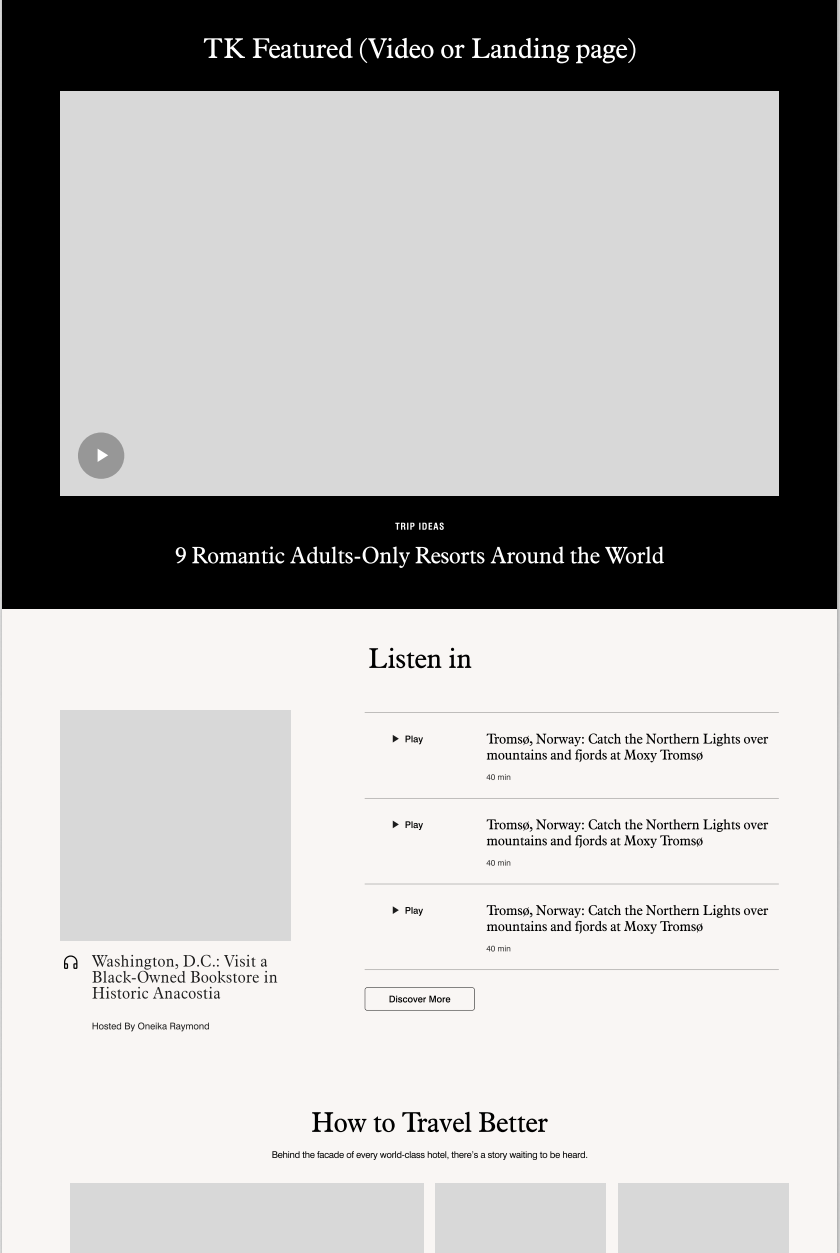 TK Featured (Video or Landing page)
TRIP IDEAS
9 Romantic Adults-Only Resorts Around the World
Listen in
Washington, D.C.: Visit a
Black-Owned Bookstore in
Historic Anacostia
Hosted By Oneika Raymond
Play
Tromsø, Norway: Catch the Northern Lights over
mountains and fjords at Moxy Tromsø
40 min
Play
Tromsø, Norway: Catch the Northern Lights over
mountains and fjords at Moxy Tromsø
40 min
Play
Tromsø, Norway: Catch the Northern Lights over
mountains and fjords at Moxy Tromsø
40 min
Discover More
How to Travel Better
Behind the facade of every world-class hotel, there's a story waiting to be heard.